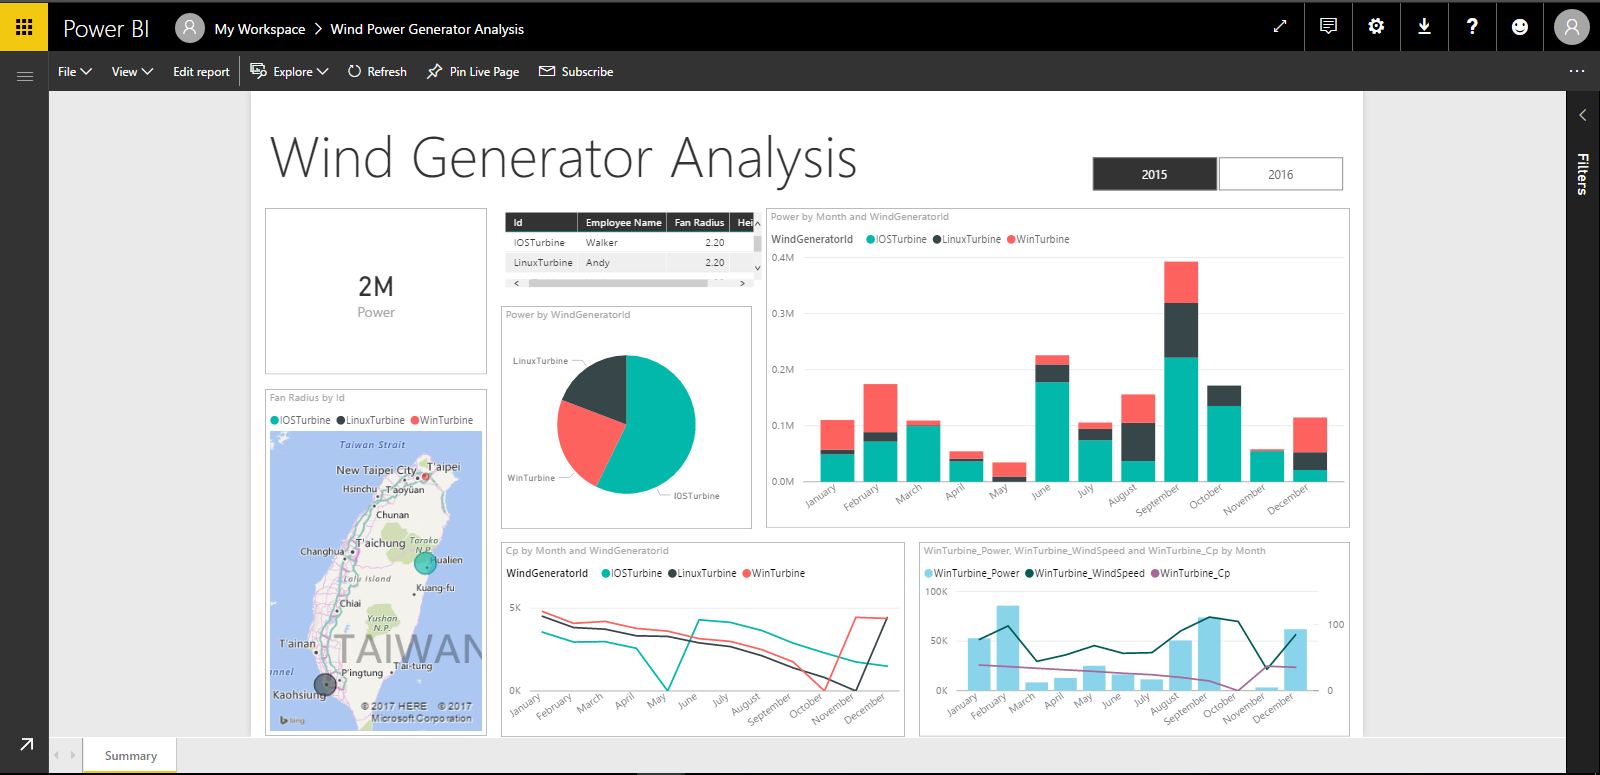 Power BI My Workspace > Wind Power Generator Analysis ?
File View Edit report Explore Refresh Pin Live Page Subscribe ...
Filters
Wind Generator Analysis
2015 2016
2M
Power
Id Employee Name Fan Radius Hei
IOSTurbine Walker 2.20
LinuxTurbine Andy 2.20
Power by WindGeneratorId
LinuxTurbine
WinTurbine
IOSTurbine
Power by Month and WindGeneratorId
WindGeneratorId IOSTurbine LinuxTurbine WinTurbine
0.4M
0.3M
0.2M
0.1M
0.0M
January February March April May June July August September October November December
Fan Radius by Id
IOSTurbine LinuxTurbine WinTurbine
Taiwan Strait
New Taipei City T'aipei
Hsinchu T'aoyuan
Chunan
Changhua T'aichung Taroko N.P.
Hualien
Lalu Island
Kuang-fu
Chiai
Yushan N.P.
T'ainan
TAIWAN
nnel
P'ingtung T'ai-tung
Kaohsiung
© 2017 HERE © 2017
Microsoft Corporation
bing
Cp by Month and WindGeneratorId
WindGeneratorId IOSTurbine LinuxTurbine WinTurbine
5K
0K
January February March April May June July August September October November December
WinTurbine_Power, WinTurbine_WindSpeed and WinTurbine_Cp by Month
WinTurbine_Power WinTurbine_WindSpeed WinTurbine_Cp
100K
50K 100
0K 0
January February March April May June July August September October November December
Summary